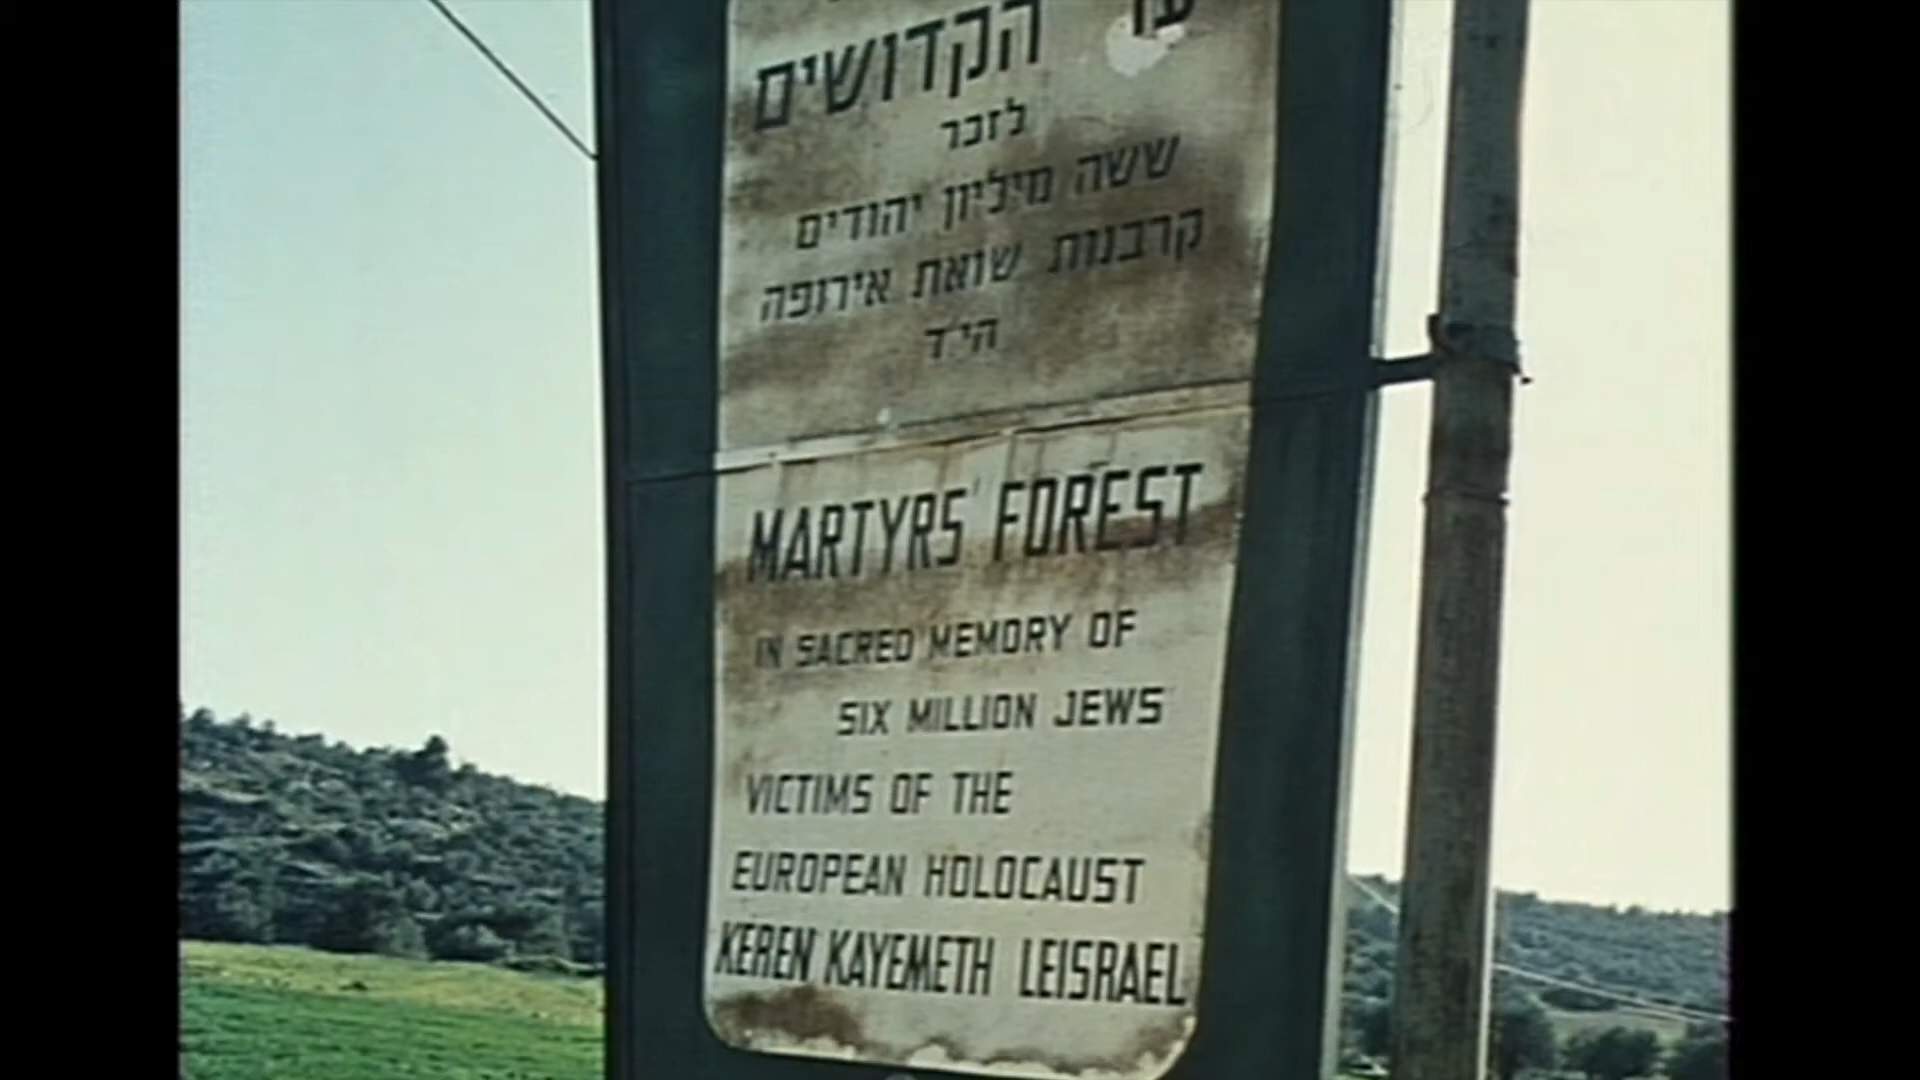 הקדושים
לזכר
ששה מיליון יהודים
קרבנות שואת אירופה
הי״ד
MARTYRS' FOREST
IN SACRED MEMORY OF
SIX MILLION JEWS
VICTIMS OF THE
EUROPEAN HOLOCAUST
KEREN KAYEMETH LEISRAEL